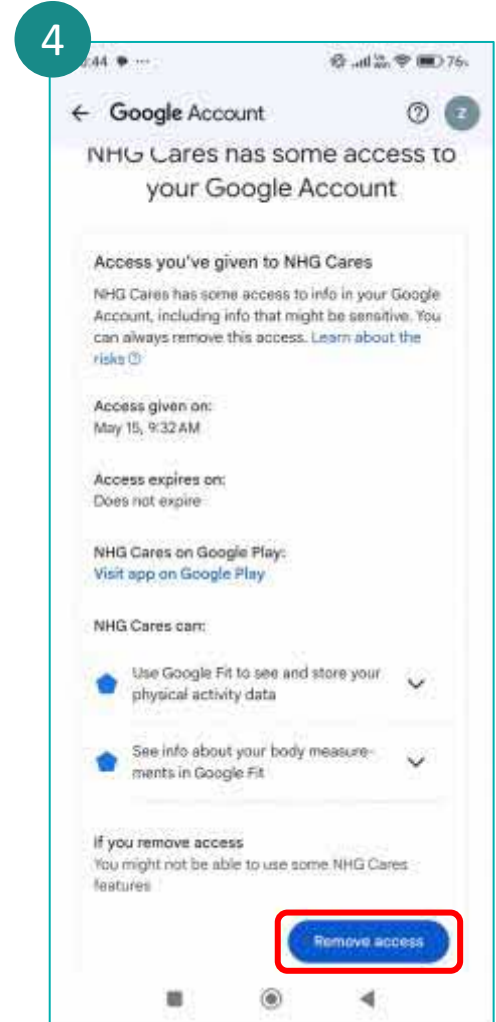 4
:44
76
Google Account
z
NHG Cares has some access to
your Google Account
Access you've given to NHG Cares
NHG Cares has some access to info in your Google
Account, including info that might be sensitive. You
can always remove this access. Learn about the
risks
Access given on:
May 15, 9:32 AM
Access expires on:
Does not expire
NHG Cares on Google Play:
Visit app on Google Play
NHG Cares can:
Use Google Fit to see and store your
physical activity data
See info about your body measure-
ments in Google Fit
If you remove access
You might not be able to use some NHG Cares
features
Remove access